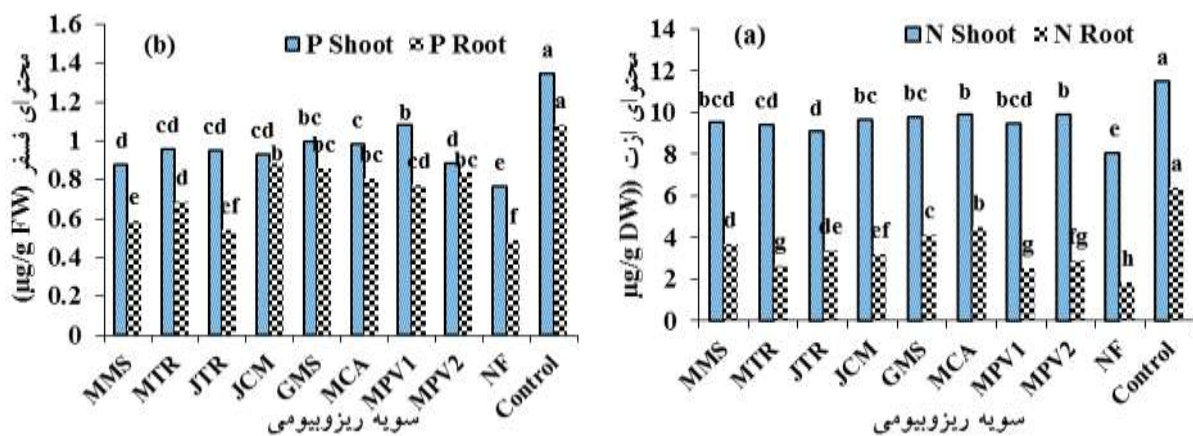 (b)
P Shoot P Root
محتوای فسفر (µg/g FW)
1.6
1.4
1.2
1
0.8
0.6
0.4
0.2
0
d cd cd cd bc c b d e a
e d ef b bc bc cd bc f a
MMS MTR JTR JCM GMS MCA MPV1 MPV2 NF Control
سویه ریزوبیومی
(a)
N Shoot N Root
محتوای ازت (µg/g DW))
14
12
10
8
6
4
2
0
bcd cd d bc bc b bcd b e a
d g de ef c b g fg h a
MMS MTR JTR JCM GMS MCA MPV1 MPV2 NF Control
سویه ریزوبیومی